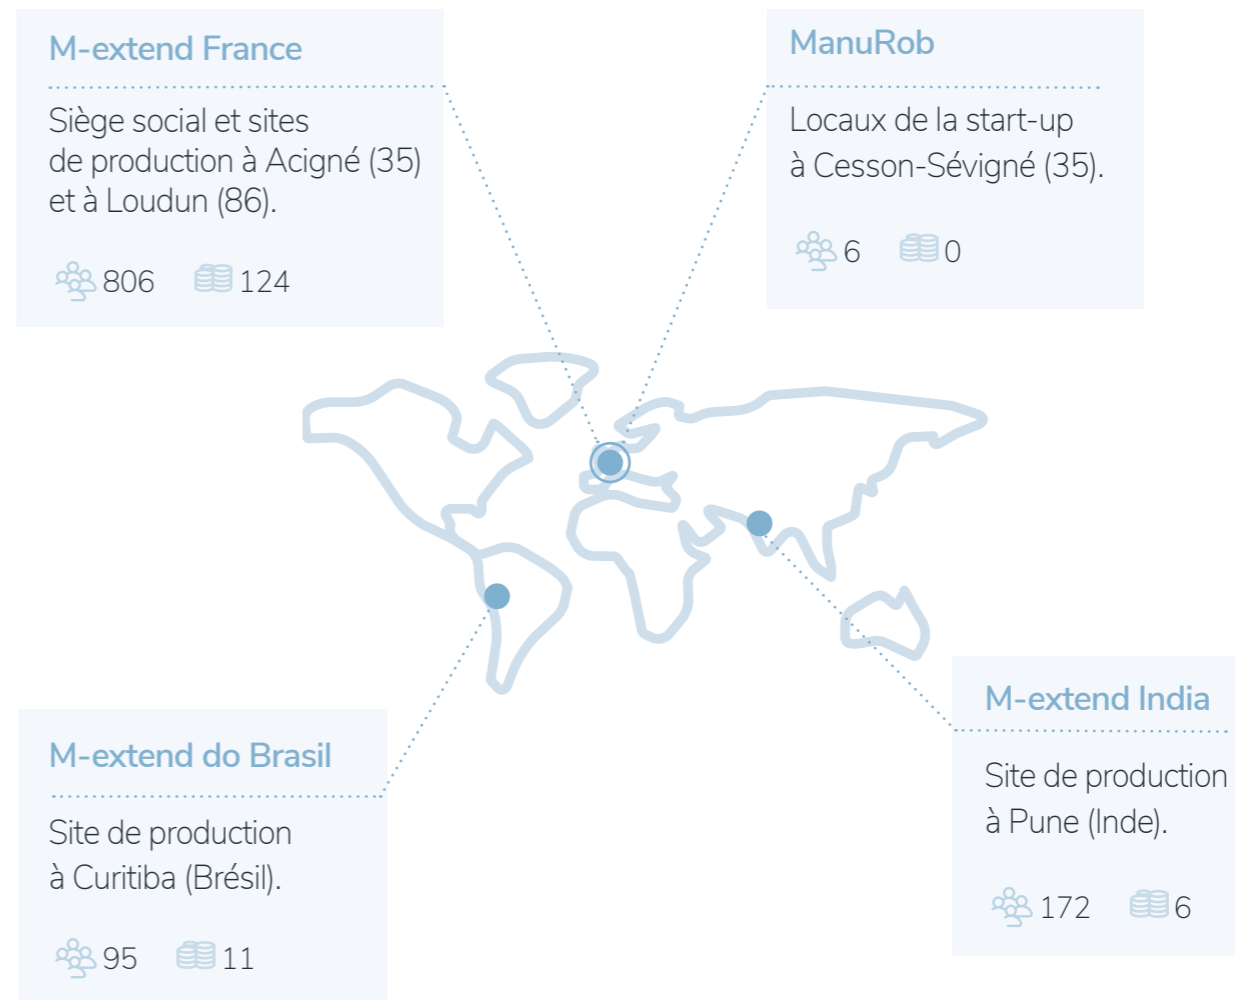 M-extend France
Siège social et sites
de production à Acigné (35)
et à Loudun (86).
806 124
ManuRob
Locaux de la start-up
à Cesson-Sévigné (35).
6 0
M-extend do Brasil
Site de production
à Curitiba (Brésil).
95 11
M-extend India
Site de production
à Pune (Inde).
172 6